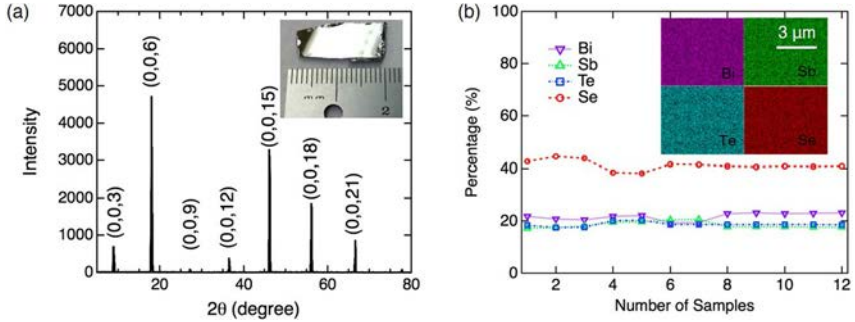 (a)
7000
6000
5000
4000
3000
2000
1000
0
Intensity
20
40
60
80
2θ (degree)
(0,0,3)
(0,0,6)
(0,0,9)
(0,0,12)
(0,0,15)
(0,0,18)
(0,0,21)
1
2
(b)
100
80
60
40
20
0
Percentage (%)
2
4
6
8
10
12
Number of Samples
Bi
Sb
Te
Se
3 μm
Bi
Sb
Te
Se